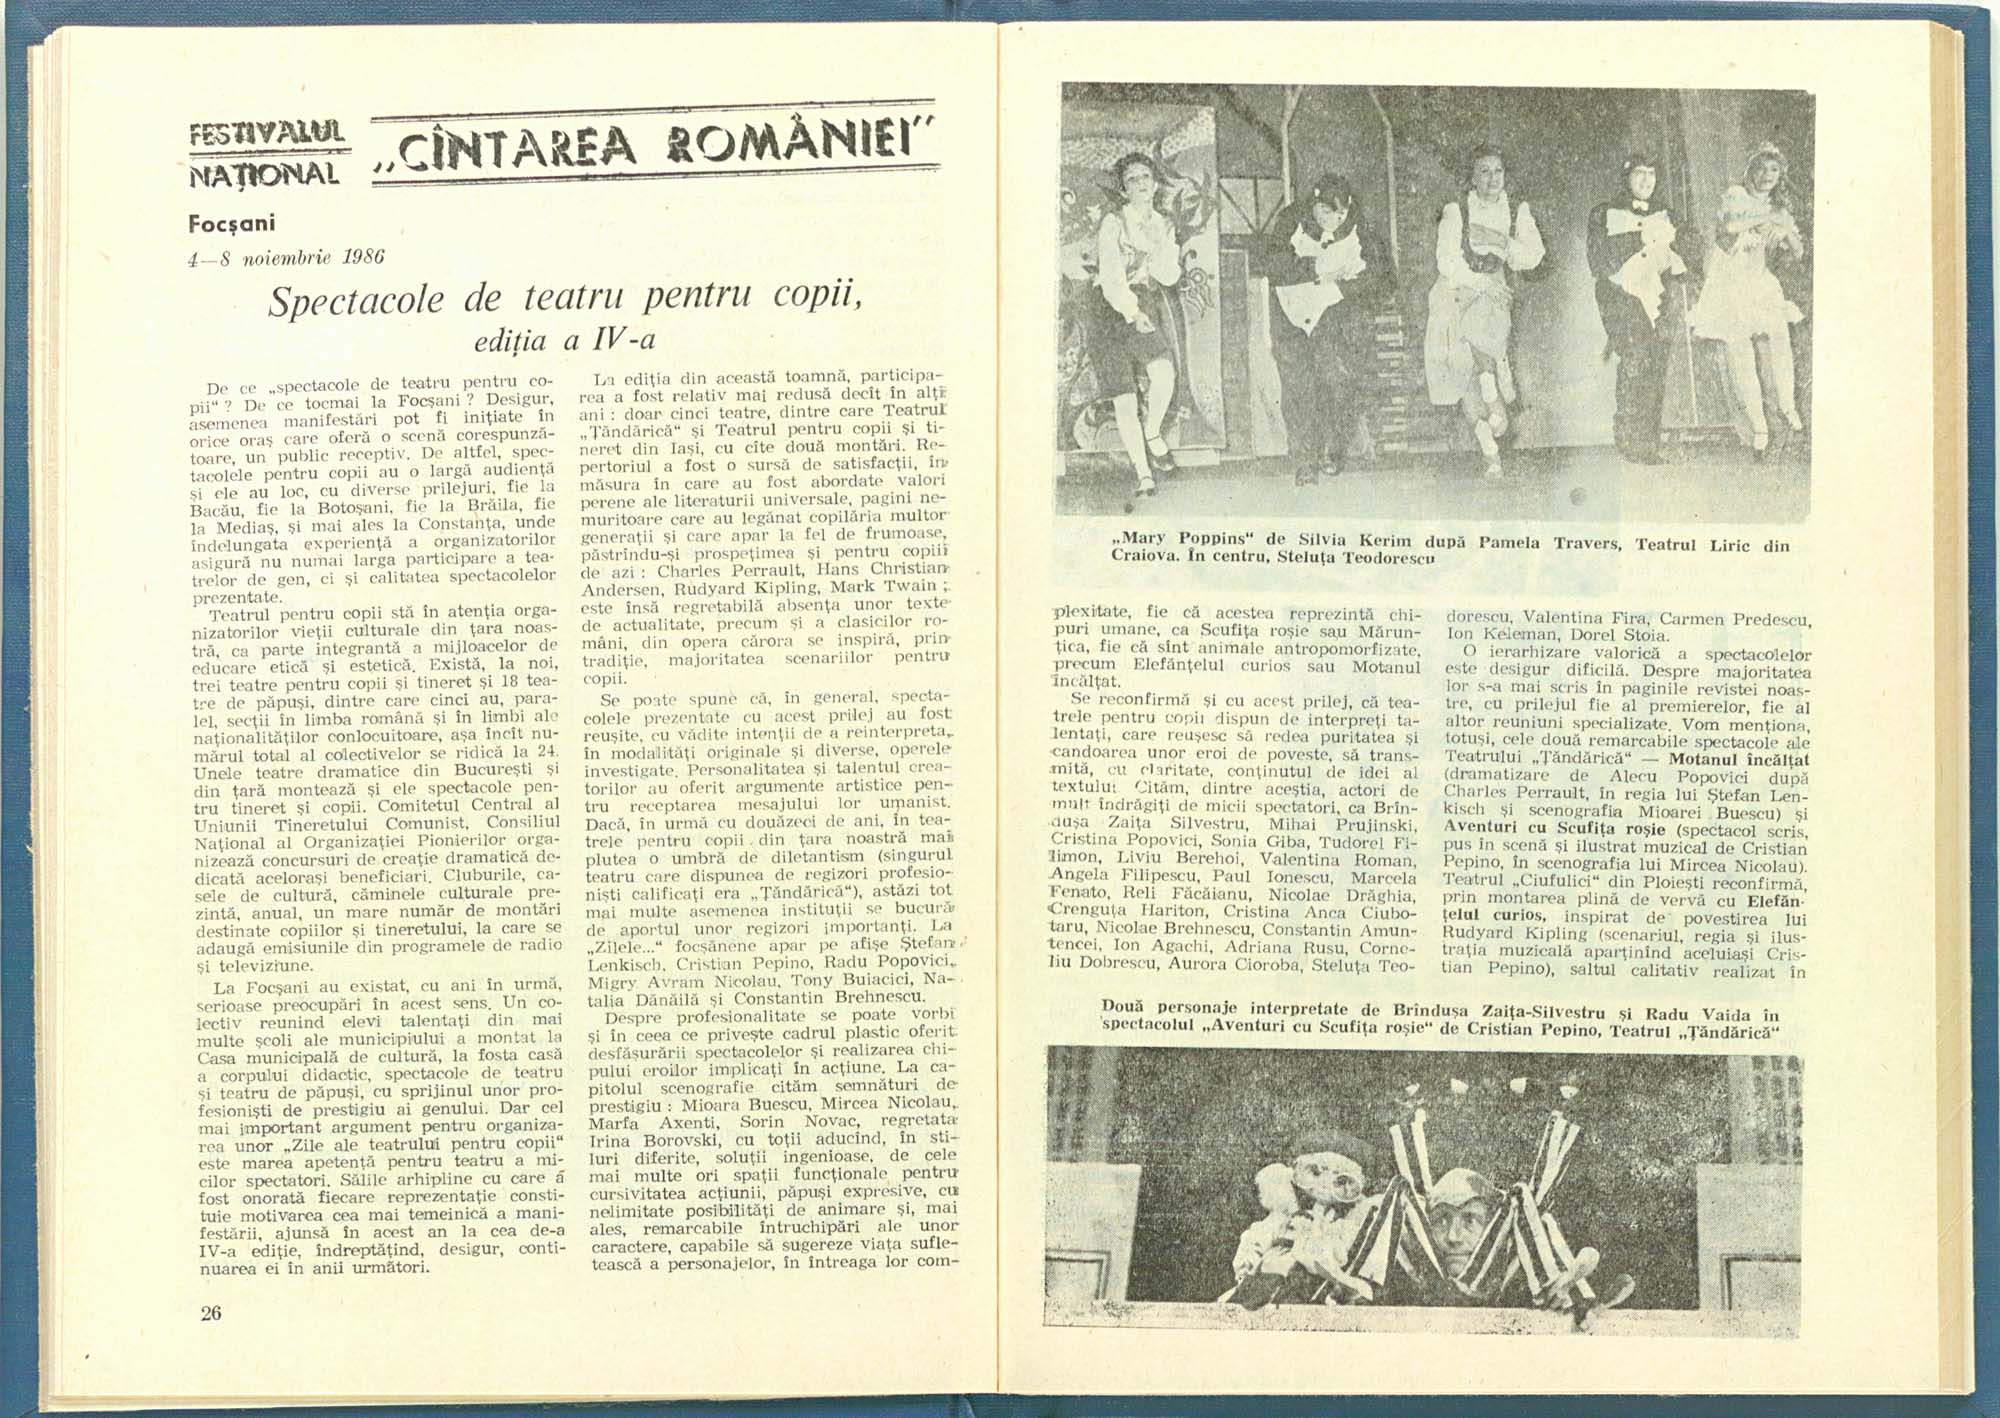 FESTIVALUL
NAȚIONAL
„CÎNTAREA ROMÂNIEI"
Focșani
4—8 noiembrie 1986
Spectacole de teatru pentru copii,
ediția a IV-a
De ce „spectacole de teatru pentru co-
pii“ ? De ce tocmai la Focșani ? Desigur,
asemenea manifestări pot fi inițiate în
orice oraș care oferă o scenă corespunză-
toare, un public receptiv. De altfel, spec-
tacolele pentru copii au o largă audiență
și ele au loc, cu diverse prilejuri, fie la
Bacău, fie la Botoșani, fie la Brăila, fie
la Mediaș, și mai ales la Constanța, unde
îndelungata experiență a organizatorilor
asigură nu numai larga participare a tea-
trelor de gen, ci și calitatea spectacolelor
prezentate.
Teatrul pentru copii stă în atenția orga-
nizatorilor vieții culturale din țara noas-
tră, ca parte integrantă a mijloacelor de
educare etică și estetică. Există, la noi,
trei teatre pentru copii și tineret și 18 tea-
tre de păpuși, dintre care cinci au, para-
lel, secții în limba română și în limbi ale
naționalităților conlocuitoare, așa încît nu-
mărul total al colectivelor se ridică la 24.
Unele teatre dramatice din București și
din țară montează și ele spectacole pen-
tru tineret și copii. Comitetul Central al
Uniunii Tineretului Comunist, Consiliul
Național al Organizației Pionierilor orga-
nizează concursuri de creație dramatică de-
dicată acelorași beneficiari. Cluburile, ca-
sele de cultură, căminele culturale pre-
zintă, anual, un mare număr de montări
destinate copiilor și tineretului, la care se
adaugă emisiunile din programele de radio
și televiziune.
La Focșani au existat, cu ani în urmă,
serioase preocupări în acest sens. Un co-
lectiv reunind elevi talentați din mai
multe școli ale municipiului a montat la
Casa municipală de cultură, la fosta casă
a corpului didactic, spectacole de teatru
și teatru de păpuși, cu sprijinul unor pro-
fesioniști de prestigiu ai genului. Dar cel
mai important argument pentru organiza-
rea unor „Zile ale teatrului pentru copii“
este marea apetență pentru teatru a mi-
cilor spectatori. Sălile arhipline cu care a
fost onorată fiecare reprezentație consti-
tuie motivarea cea mai temeinică a mani-
festării, ajunsă în acest an la cea de-a
IV-a ediție, îndreptățind, desigur, conti-
nuarea ei în anii următori.
26
La ediția din această toamnă, participa-
rea a fost relativ mai redusă decît în alți
ani : doar cinci teatre, dintre care Teatrul
„Țăndărică“ și Teatrul pentru copii și ti-
neret din Iași, cu cîte două montări. Re-
pertoriul a fost o sursă de satisfacții, în
măsura în care au fost abordate valori
perene ale literaturii universale, pagini ne-
muritoare care au legănat copilăria multor
generații și care apar la fel de frumoase,
păstrîndu-și prospețimea și pentru copiii
de azi : Charles Perrault, Hans Christian
Andersen, Rudyard Kipling, Mark Twain ;
este însă regretabilă absența unor texte
de actualitate, precum și a clasicilor ro-
mâni, din opera cărora se inspiră, prin
tradiție, majoritatea scenariilor pentru
copii.
Se poate spune că, în general, specta-
colele prezentate cu acest prilej au fost
reușite, cu vădite intenții de a reinterpreta,
în modalități originale și diverse, operele
investigate. Personalitatea și talentul crea-
torilor au oferit argumente artistice pen-
tru receptarea mesajului lor umanist.
Dacă, în urmă cu douăzeci de ani, în tea-
trele pentru copii din țara noastră mai
plutea o umbră de diletantism (singurul
teatru care dispunea de regizori profesio-
niști calificați era „Țăndărică“), astăzi tot
mai multe asemenea instituții se bucură
de aportul unor regizori importanți. La
„Zilele...“ focșănene apar pe afișe Ștefan
Lenkisch, Cristian Pepino, Radu Popovici,
Migry Avram Nicolau, Tony Buiacici, Na-
talia Dănăilă și Constantin Brehnescu.
Despre profesionalitate se poate vorbi
și în ceea ce privește cadrul plastic oferit
desfășurării spectacolelor și realizarea chi-
pului eroilor implicați în acțiune. La ca-
pitolul scenografie cităm semnături de
prestigiu : Mioara Buescu, Mircea Nicolau,
Marfa Axenti, Sorin Novac, regretata
Irina Borovski, cu toții aducînd, în sti-
luri diferite, soluții ingenioase, de cele
mai multe ori spații funcționale pentru
cursivitatea acțiunii, păpuși expresive, cu
nelimitate posibilități de animare și, mai
ales, remarcabile întruchipări ale unor
caractere, capabile să sugereze viața sufle-
tească a personajelor, în întreaga lor com-
„Mary Poppins“ de Silvia Kerim după Pamela Travers, Teatrul Liric din
Craiova. În centru, Steluța Teodorescu
plexitate, fie că acestea reprezintă chi-
puri umane, ca Scufița roșie sau Mărun-
țica, fie că sînt animale antropomorfizate,
precum Elefănțelul curios sau Motanul
încălțat.
Se reconfirmă și cu acest prilej, că tea-
trele pentru copii dispun de interpreți ta-
lentați, care reușesc să redea puritatea și
candoarea unor eroi de poveste, să trans-
mită, cu claritate, conținutul de idei al
textului. Cităm, dintre aceștia, actori de
mult îndrăgiți de micii spectatori, ca Brîn-
dușa Zaița Silvestru, Mihai Prujinski,
Cristina Popovici, Sonia Giba, Tudorel Fi-
limon, Liviu Berehoi, Valentina Roman,
Angela Filipescu, Paul Ionescu, Marcela
Fenato, Reli Făcăianu, Nicolae Drăghia,
Crenguța Hariton, Cristina Anca Ciubo-
taru, Nicolae Brehnescu, Constantin Amun-
tencei, Ion Agachi, Adriana Rusu, Corne-
liu Dobrescu, Aurora Cioroba, Steluța Teo-
dorescu, Valentina Fira, Carmen Predescu,
Ion Keleman, Dorel Stoia.
O ierarhizare valorică a spectacolelor
este desigur dificilă. Despre majoritatea
lor s-a mai scris în paginile revistei noas-
tre, cu prilejul fie al premierelor, fie al
altor reuniuni specializate. Vom menționa,
totuși, cele două remarcabile spectacole ale
Teatrului „Țăndărică“ — Motanul încălțat
(dramatizare de Alecu Popovici după
Charles Perrault, în regia lui Ștefan Len-
kisch și scenografia Mioarei Buescu) și
Aventuri cu Scufița roșie (spectacol scris,
pus în scenă și ilustrat muzical de Cristian
Pepino, în scenografia lui Mircea Nicolau).
Teatrul „Ciufulici“ din Ploiești reconfirmă,
prin montarea plină de vervă cu Elefăn-
țelul curios, inspirat de povestirea lui
Rudyard Kipling (scenariul, regia și ilus-
trația muzicală aparținînd aceluiași Cris-
tian Pepino), saltul calitativ realizat în
Două personaje interpretate de Brîndușa Zaița-Silvestru și Radu Vaida în
spectacolul „Aventuri cu Scufița roșie“ de Cristian Pepino, Teatrul „Țăndărică“